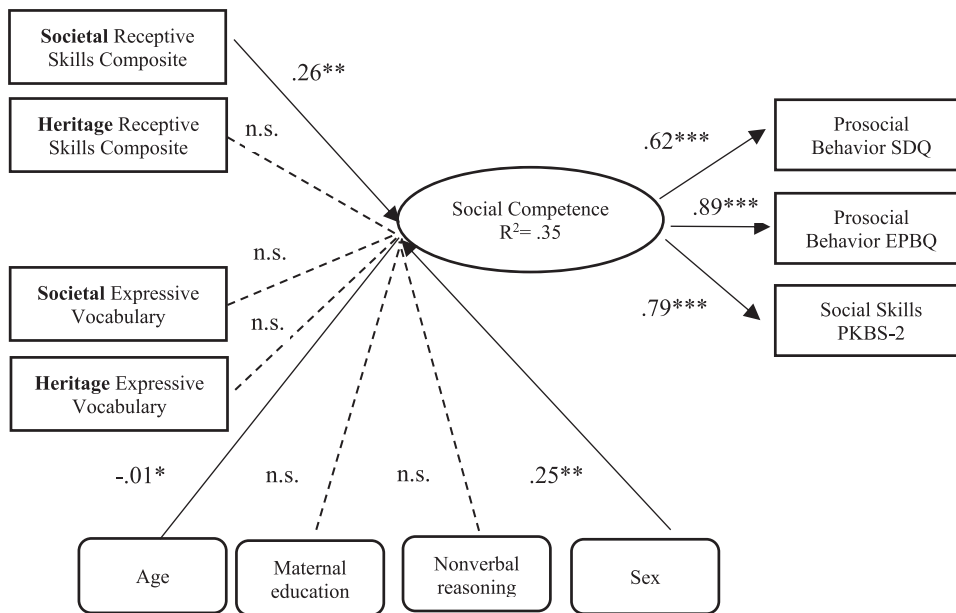 Societal Receptive
Skills Composite
.26**
Heritage Receptive
Skills Composite
n.s.
Social Competence
R²= .35
.62***
Prosocial
Behavior SDQ
.89***
Prosocial
Behavior EPBQ
.79***
Social Skills
PKBS-2
n.s.
Societal Expressive
Vocabulary
n.s.
Heritage Expressive
Vocabulary
-.01*
n.s.
n.s.
.25**
Age
Maternal
education
Nonverbal
reasoning
Sex